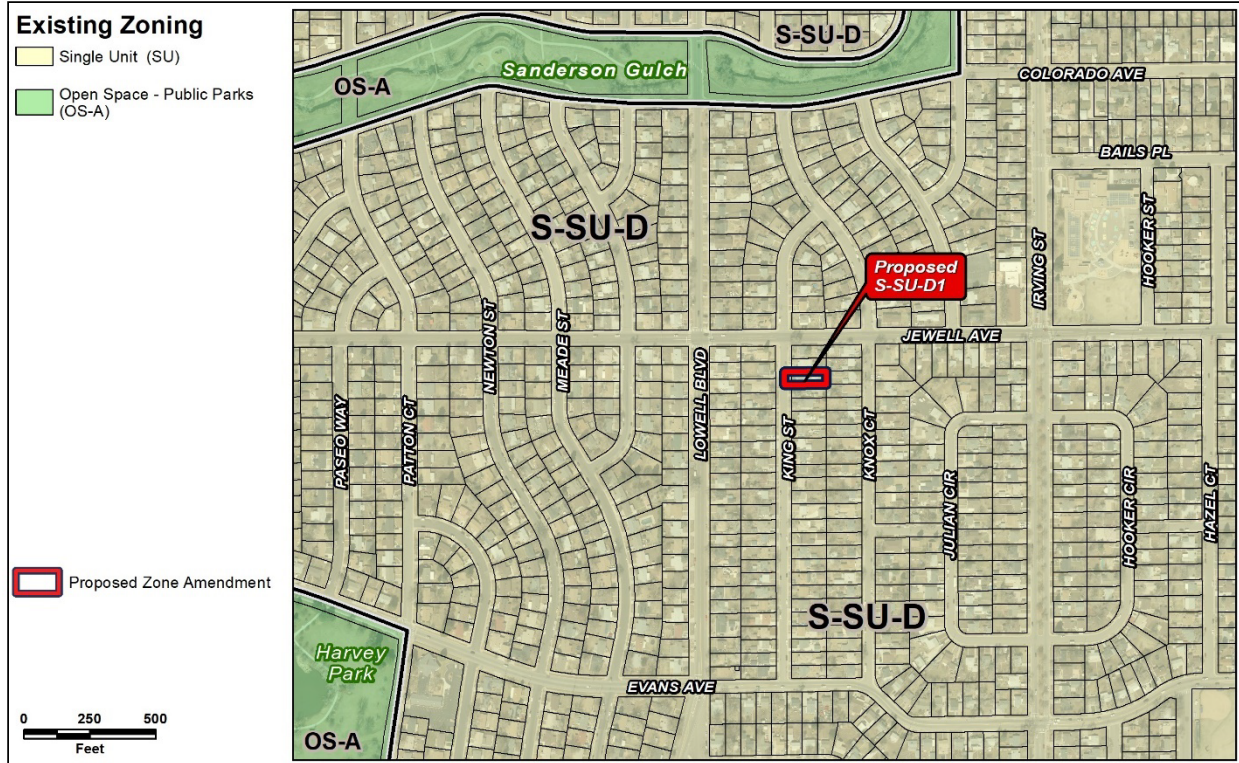 Existing Zoning
Single Unit (SU)
Open Space - Public Parks
(OS-A)
Proposed Zone Amendment
0 250 500
Feet
S-SU-D
Sanderson Gulch
OS-A
COLORADO AVE
BAILS PL
S-SU-D
HOOKER ST
IRVING ST
Proposed
S-SU-D1
NEWTON ST
MEADE ST
JEWELL AVE
LOWELL BLVD
PASEO WAY
PATTON CT
KING ST
KNOX CT
JULIAN CIR
HOOKER CIR
HAZEL CT
S-SU-D
Harvey
Park
EVANS AVE
OS-A